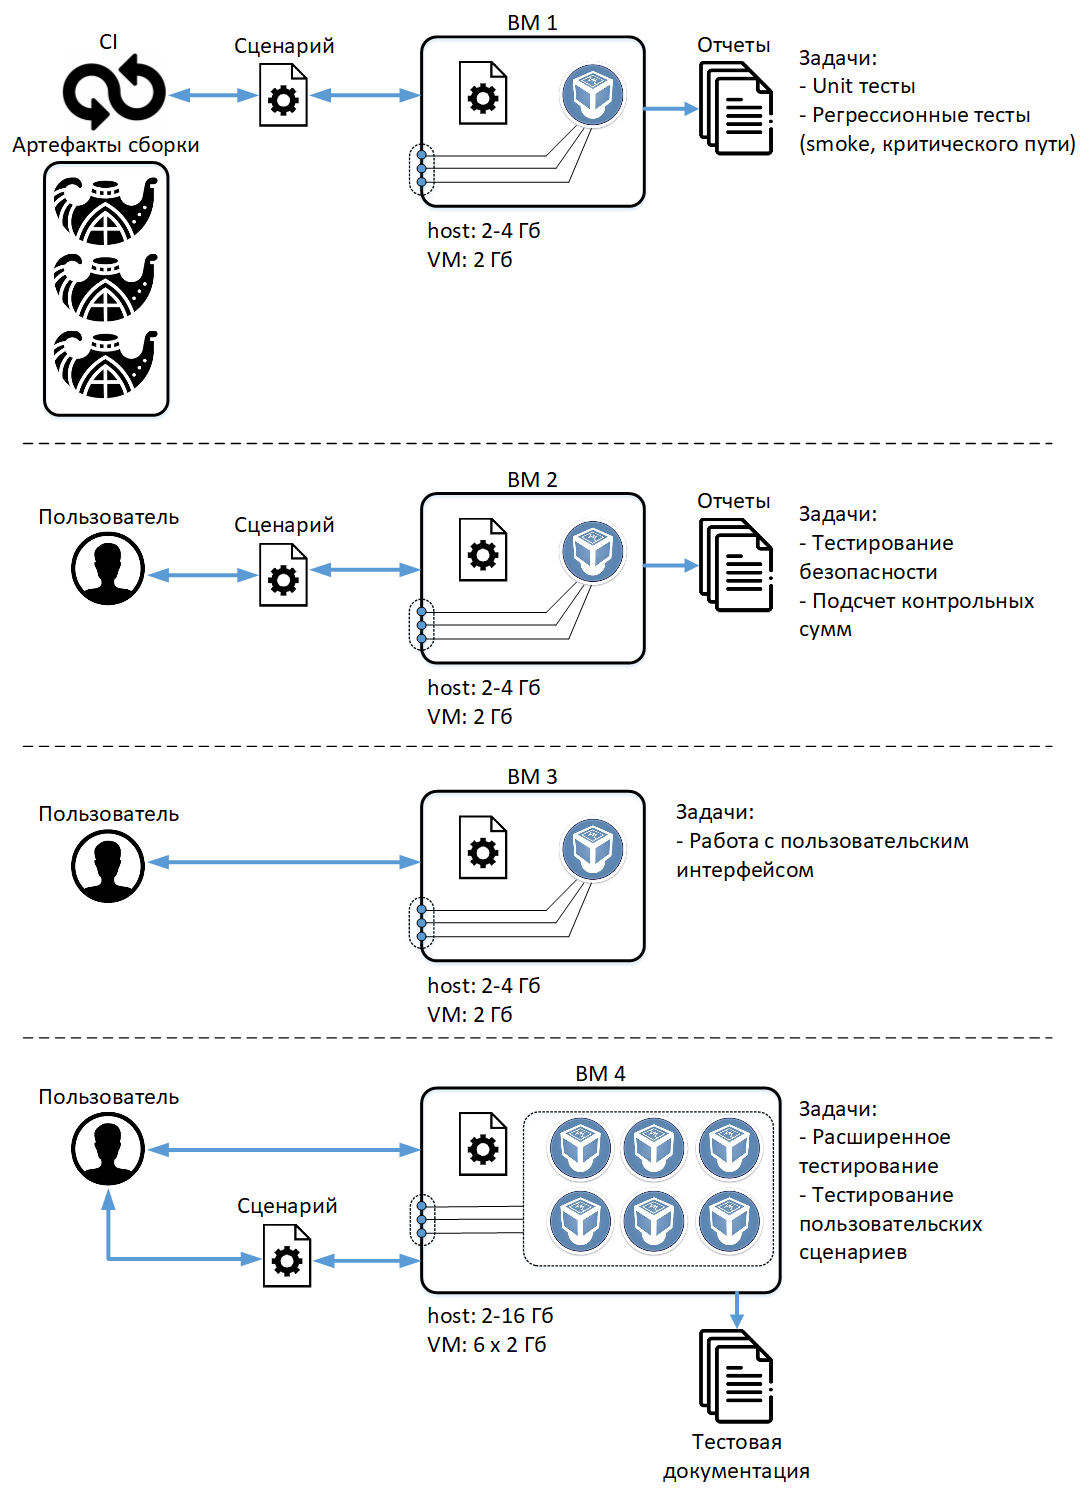 CI
Сценарий
ВМ 1
Отчеты
Задачи:
- Unit тесты
- Регрессионные тесты
(smoke, критического пути)
Артефакты сборки
host: 2-4 Гб
VM: 2 Гб
Пользователь
Сценарий
ВМ 2
Отчеты
Задачи:
- Тестирование
безопасности
- Подсчет контрольных
сумм
host: 2-4 Гб
VM: 2 Гб
Пользователь
ВМ 3
Задачи:
- Работа с пользовательским
интерфейсом
host: 2-4 Гб
VM: 2 Гб
Пользователь
Сценарий
ВМ 4
Задачи:
- Расширенное
тестирование
- Тестирование
пользовательских
сценариев
host: 2-16 Гб
VM: 6 x 2 Гб
Тестовая
документация